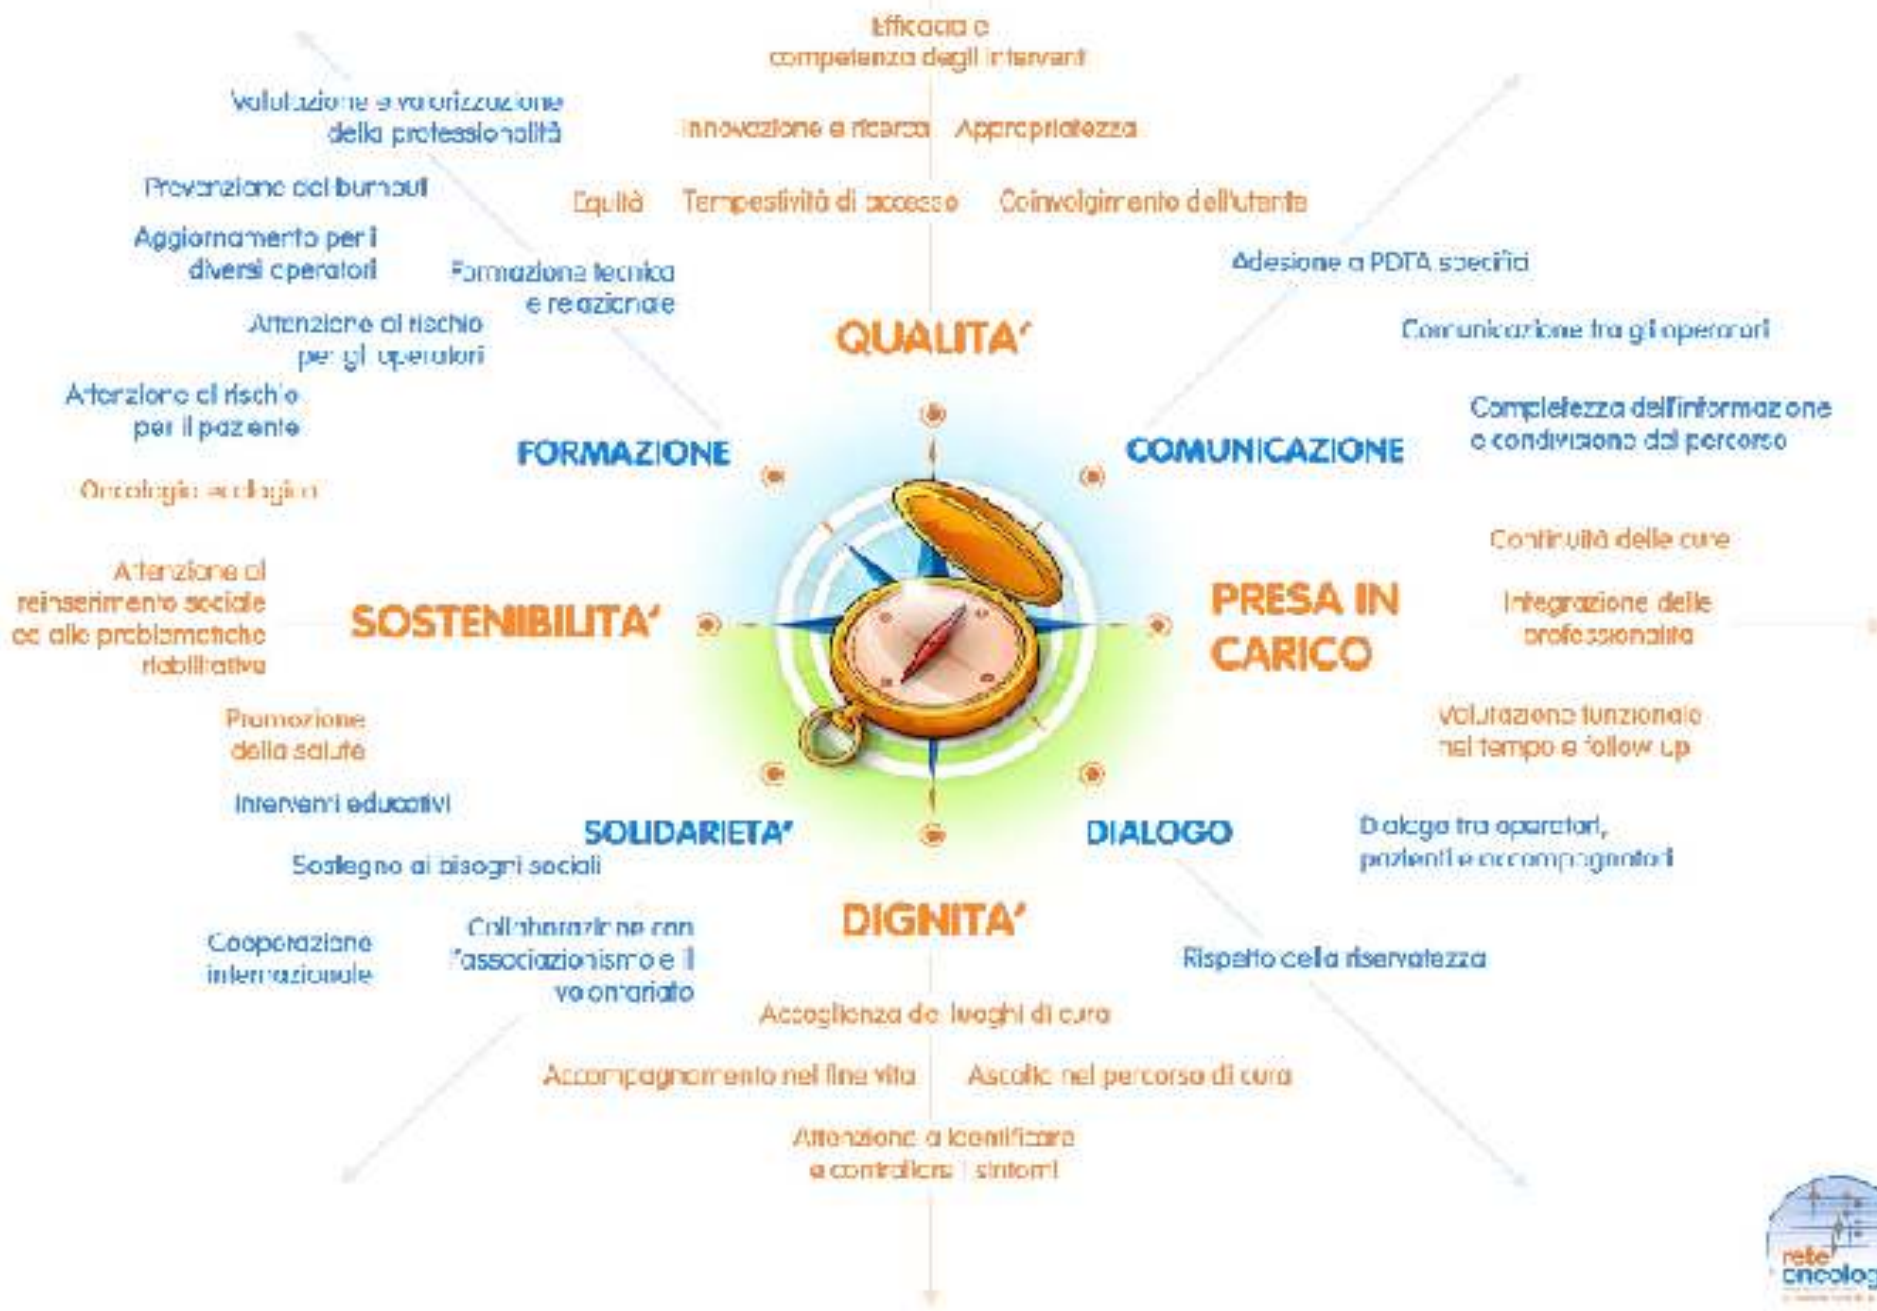 Efficacia e
competenza degli interventi
Innovazione e ricerca
Appropriatezza
Equità
Tempestività di accesso
Coinvolgimento dell'utente
QUALITA'
Valutazione e valorizzazione
della professionalità
Prevenzione del burnout
Aggiornamento per i
diversi operatori
Formazione tecnica
e relazionale
Attenzione al rischio
per gli operatori
Attenzione al rischio
per il paziente
FORMAZIONE
Adesione a PDTA specifici
Comunicazione tra gli operatori
Completezza dell'informazione
e condivisione del percorso
COMUNICAZIONE
Oncologia ecologica
Attenzione al
reinserimento sociale
ed alle problematiche
riabilitative
Promozione
della salute
SOSTENIBILITA'
PRESA IN
CARICO
Continuità delle cure
Integrazione delle
professionalità
Valutazione funzionale
nel tempo e follow up
Interventi educativi
SOLIDARIETA'
Sostegno ai bisogni sociali
Cooperazione
internazionale
Collaborazione con
l'associazionismo e il
volontariato
DIALOGO
Dialogo tra operatori,
pazienti e accompagnatori
Rispetto della riservatezza
DIGNITA'
Accoglienza dei luoghi di cura
Accompagnamento nel fine vita
Ascolto nel percorso di cura
Attenzione a identificare
e controllare i sintomi
rete
oncolog